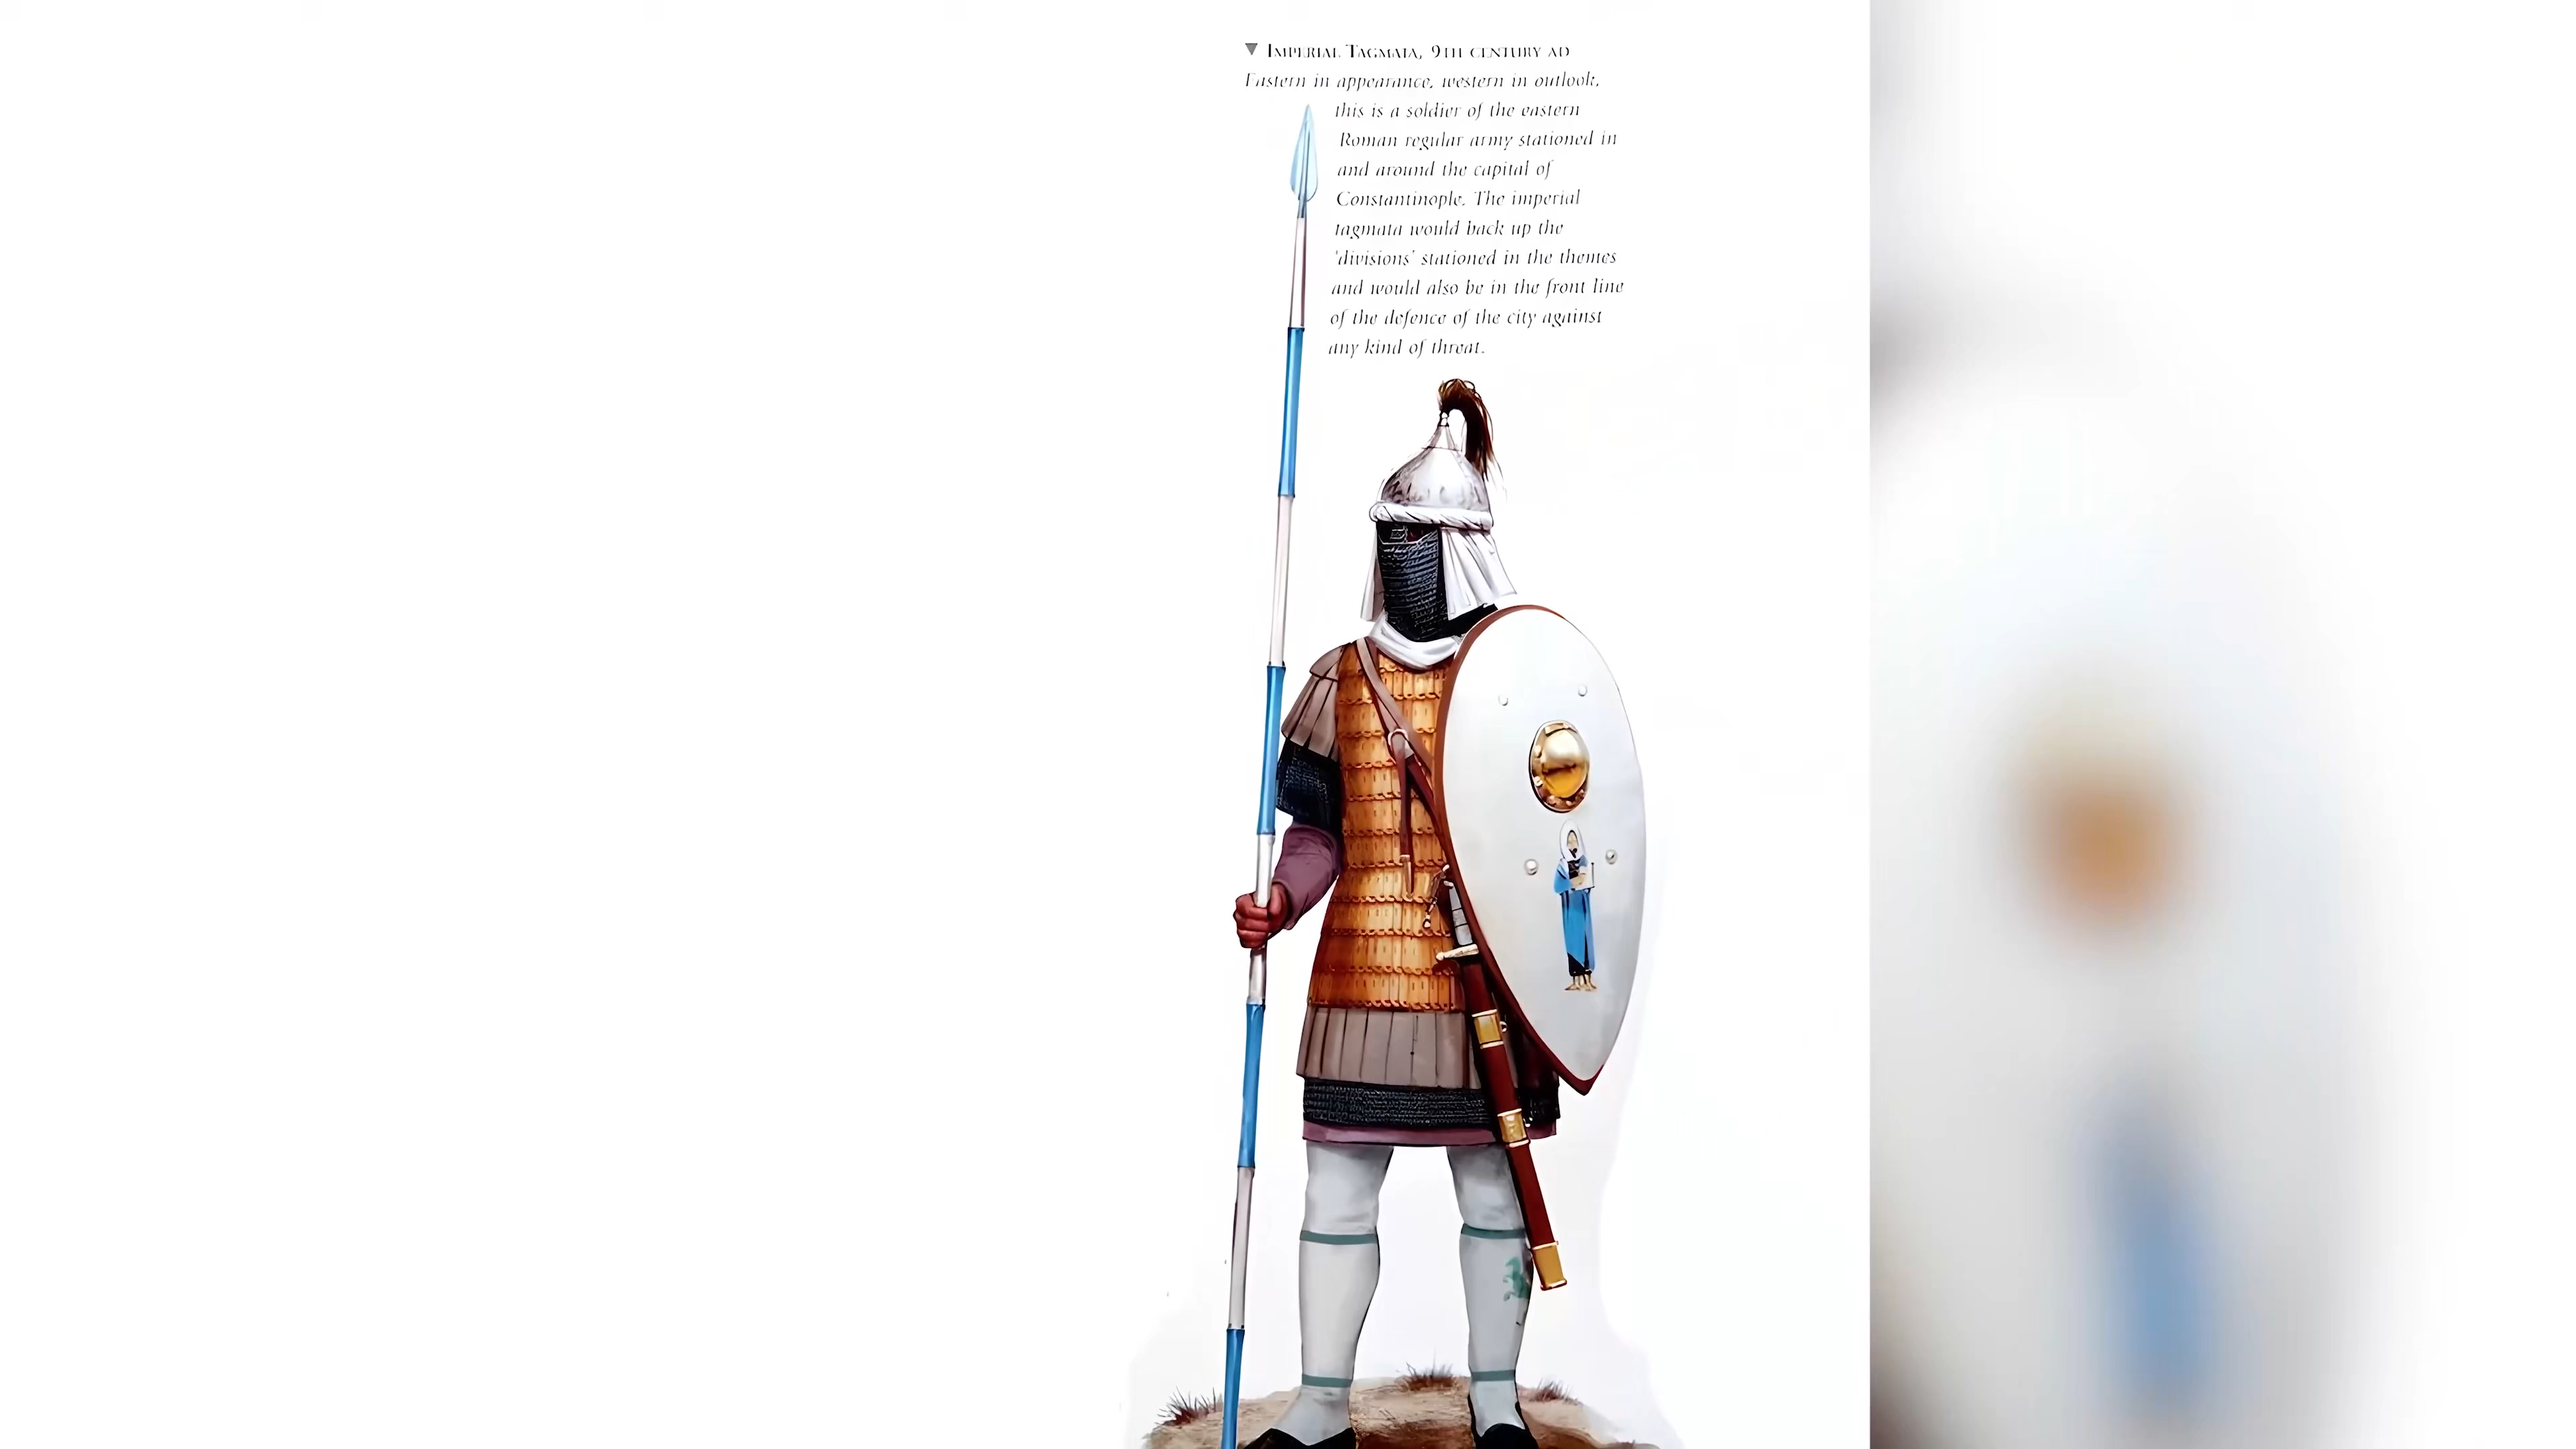 ▼ IMPERIAL TAGMATA, 9TH CENTURY AD
Eastern in appearance, western in outlook,
this is a soldier of the eastern
Roman regular army stationed in
and around the capital of
Constantinople. The imperial
tagmata would back up the
'divisions' stationed in the themes
and would also be in the front line
of the defence of the city against
any kind of threat.